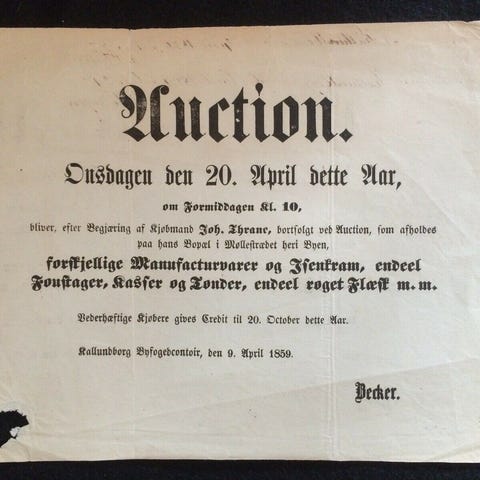 Auction.
Onsdagen den 20. April dette Aar,
om Formiddagen Kl. 10,
bliver, efter Begjæring af Kjøbmand Joh. Thrane, bortsolgt ved Auction, som afholdes
paa hans Bopæl i Møllestrædet heri Byen,
forskjellige Manufacturvarer og Isenkram, endeel
Foustager, Kasser og Tønder, endeel røget Flæsk m. m.
Vederhæftige Kjøbere gives Credit til 20. October dette Aar.
Kallundborg Byfogedcontoir, den 9. April 1859.
Becker.